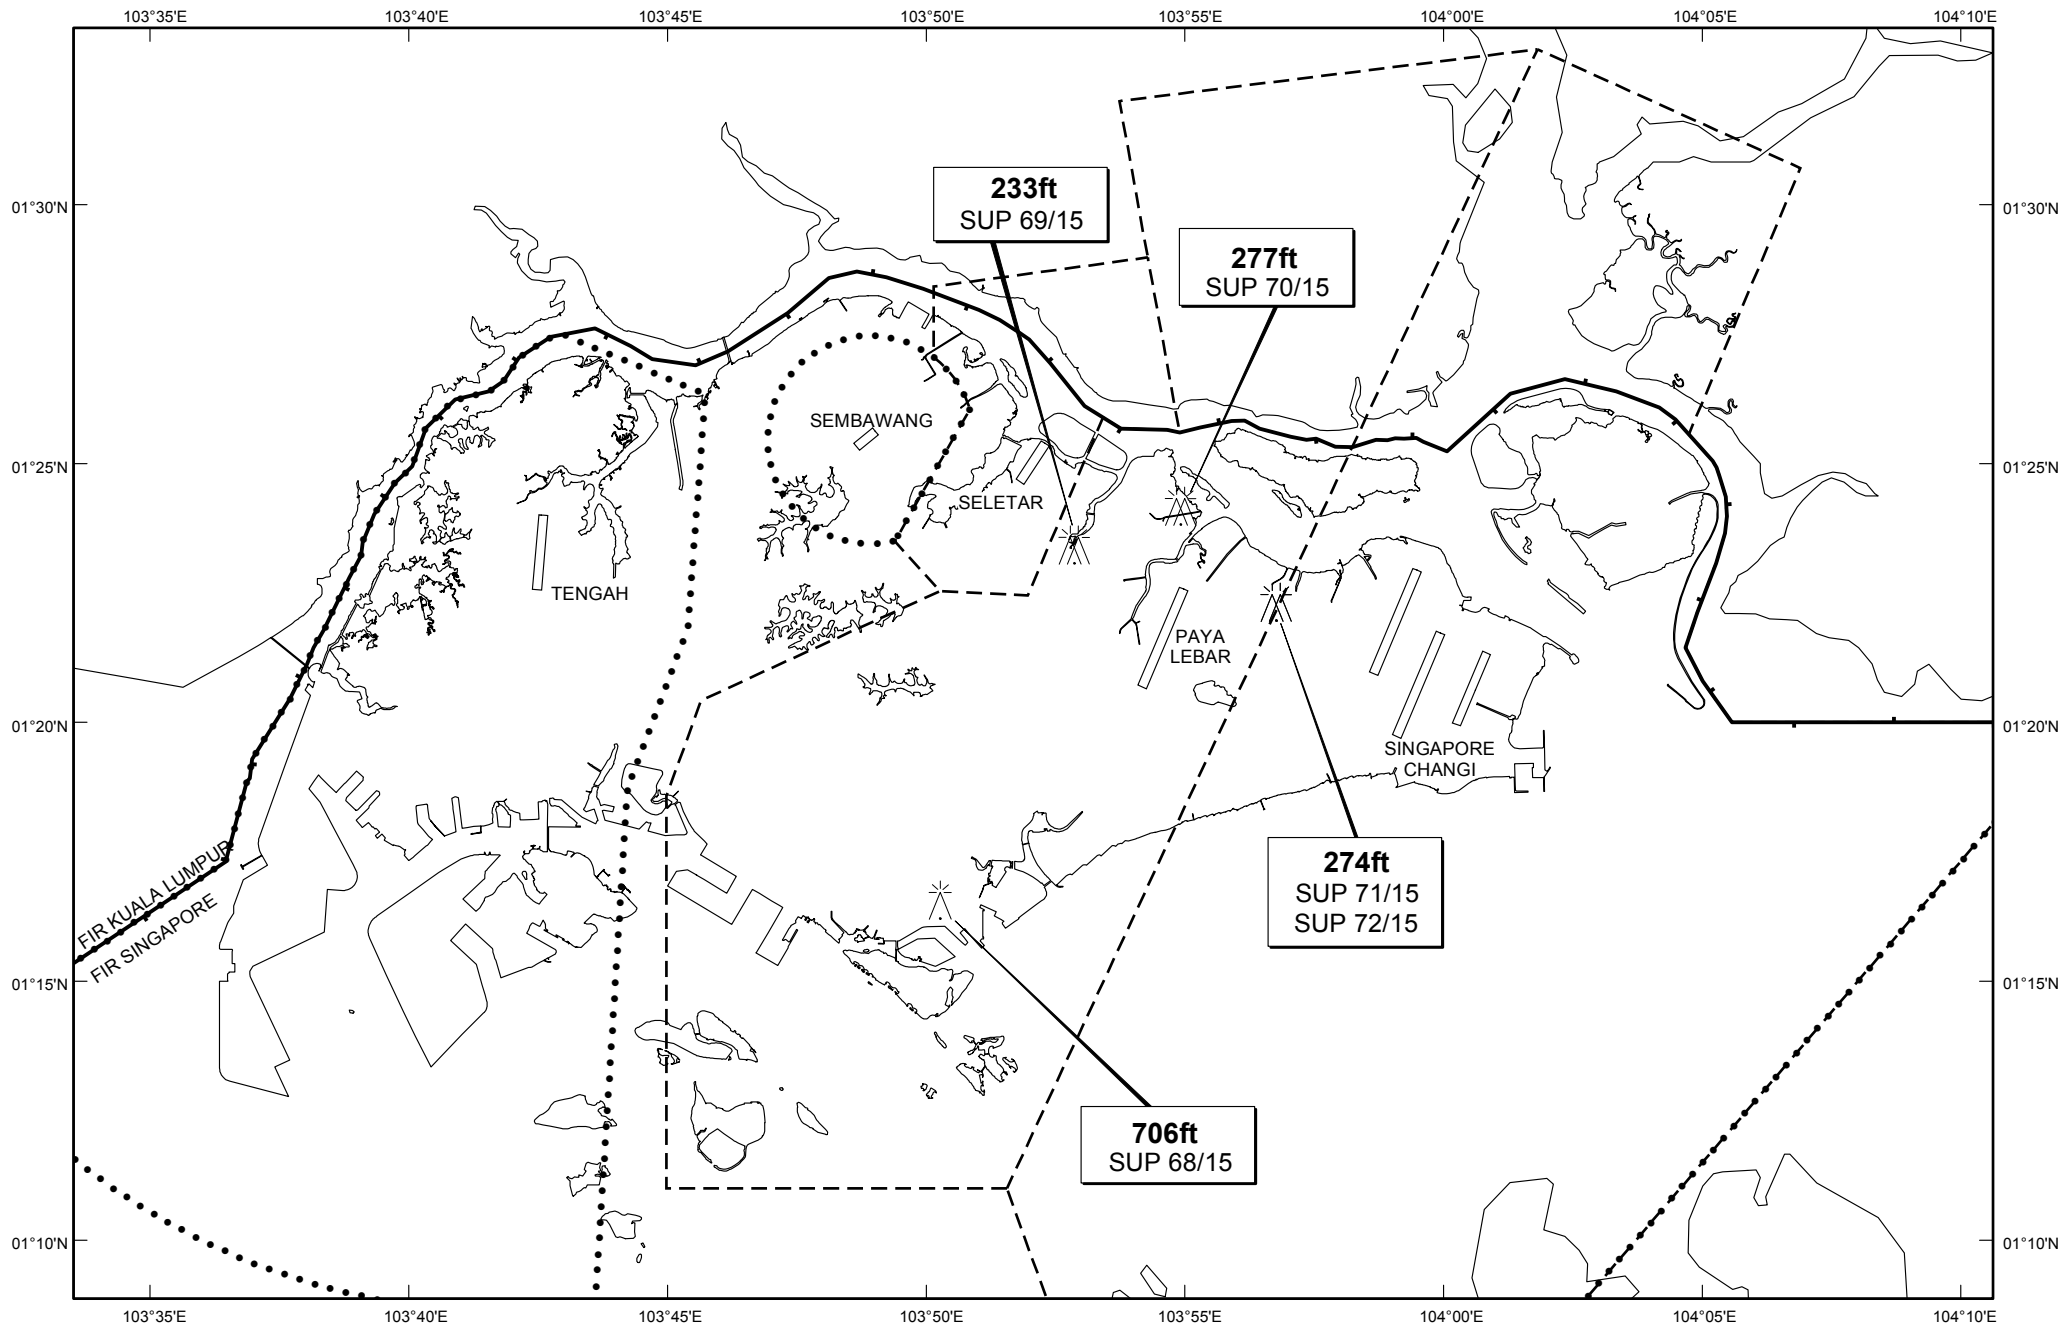 103°35'E
103°40'E
103°45'E
103°50'E
103°55'E
104°00'E
104°05'E
104°10'E
01°30'N
01°30'N
233ft
SUP 69/15
277ft
SUP 70/15
SEMBAWANG
01°25'N
01°25'N
SELETAR
TENGAH
PAYA
LEBAR
01°20'N
01°20'N
SINGAPORE
CHANGI
FIR KUALA LUMPUR
FIR SINGAPORE
274ft
SUP 71/15
SUP 72/15
01°15'N
01°15'N
706ft
SUP 68/15
01°10'N
01°10'N
103°35'E
103°40'E
103°45'E
103°50'E
103°55'E
104°00'E
104°05'E
104°10'E